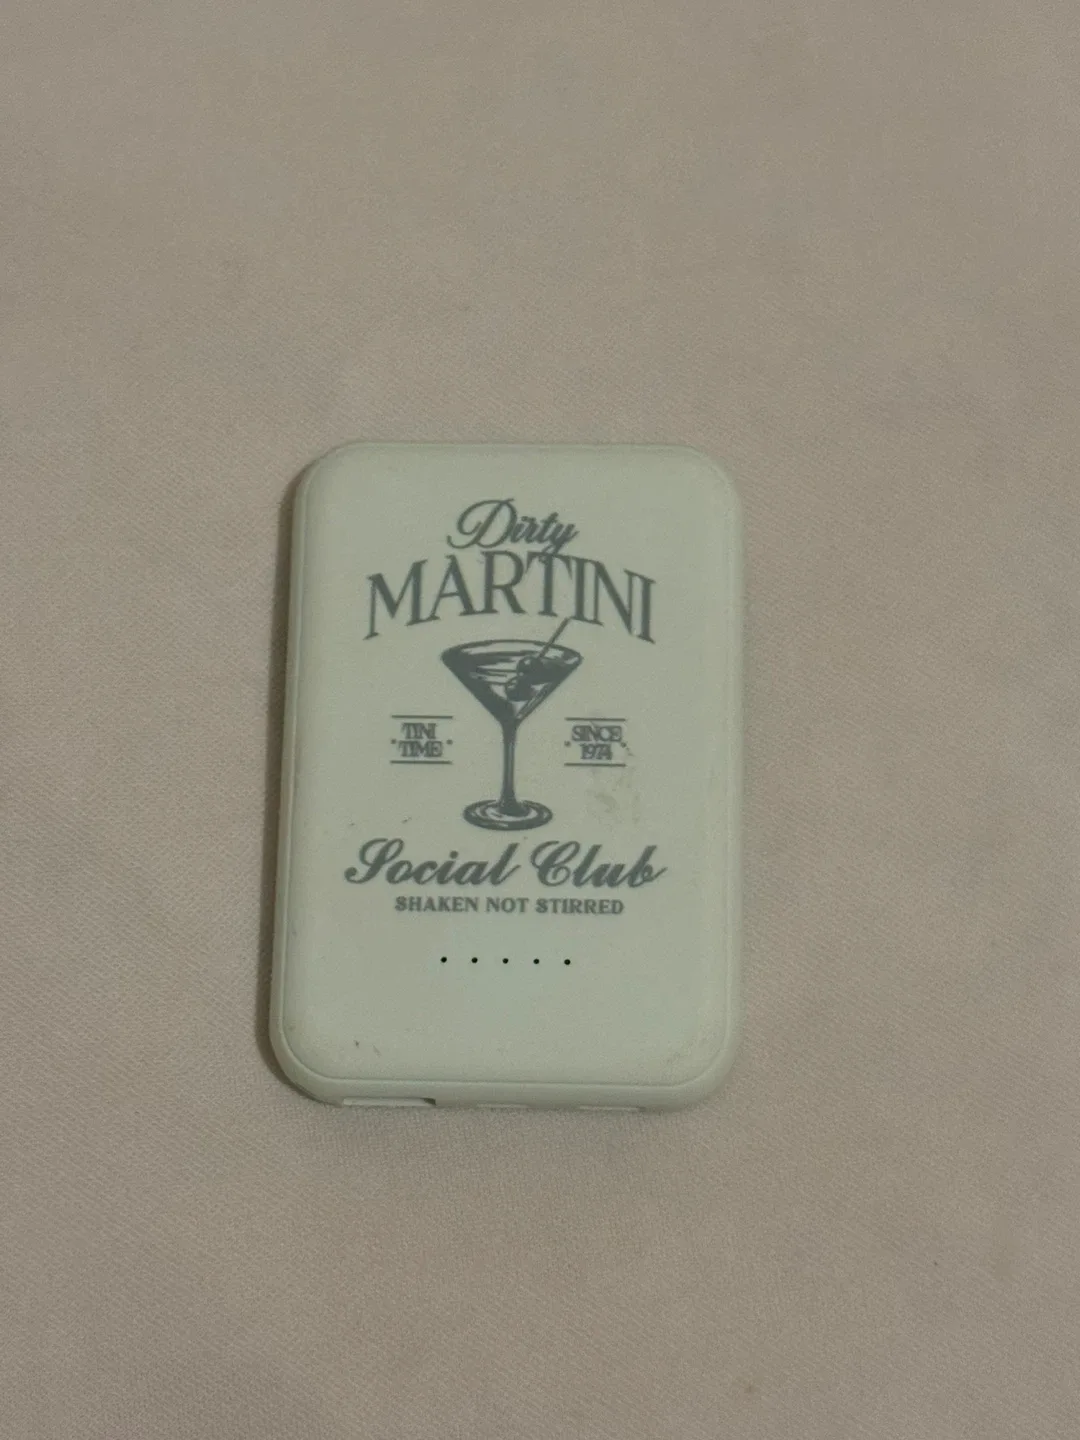 Dirty
MARTINI
TINI
TIME
SINCE
1974
Social Club
SHAKEN NOT STIRRED